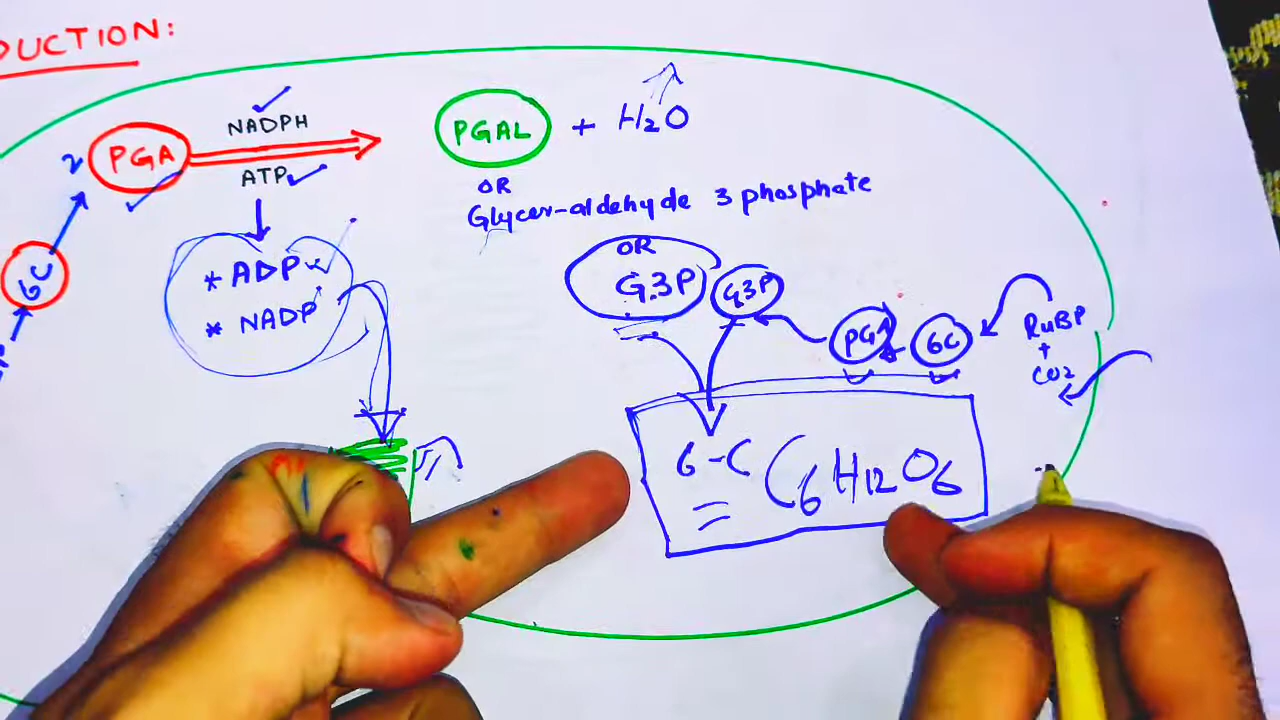 DUCTION:
NADPH
2 PGA
ATP
PGAL + H2O
OR
Glycer-aldehyde 3 phosphate
OR
G3P G3P
6C
* ADP
* NADP
PGA 6C
RuBP
+
CO2
6-C C6H12O6